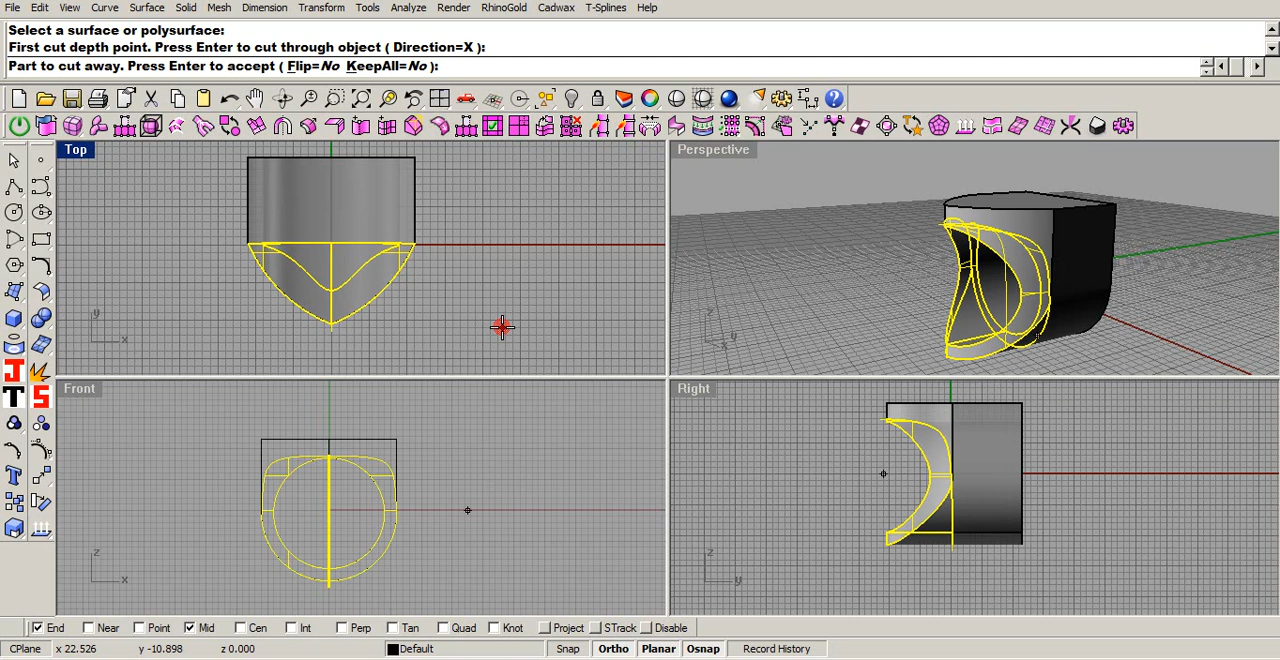 File Edit View Curve Surface Solid Mesh Dimension Transform Tools Analyze Render RhinoGold Cadwax T-Splines Help
Select a surface or polysurface:
First cut depth point. Press Enter to cut through object ( Direction=X ):
Part to cut away. Press Enter to accept ( Flip=No KeepAll=No ):
Top
Perspective
y
x
Front
Right
z
x
z
y
End Near Point Mid Cen Int Perp Tan Quad Knot Project STrack Disable
CPlane x 22.526 y -10.898 z 0.000 Default Snap Ortho Planar Osnap Record History